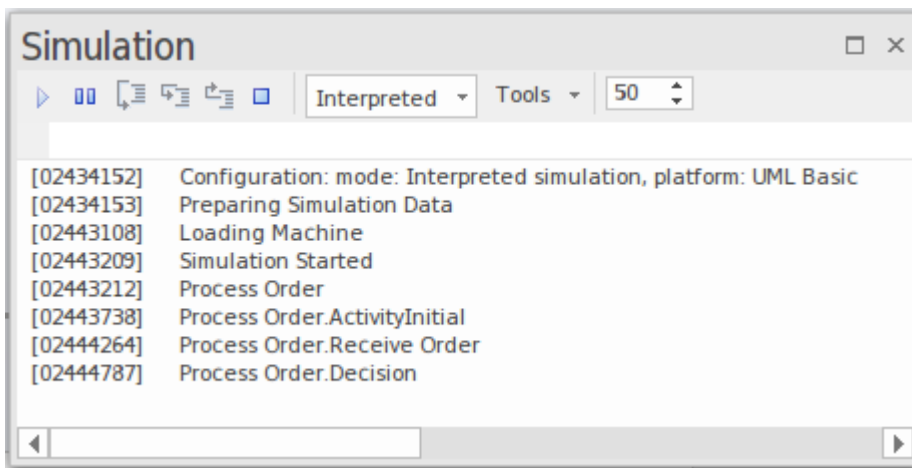 Simulation
Interpreted Tools 50
[02434152] Configuration: mode: Interpreted simulation, platform: UML Basic
[02434153] Preparing Simulation Data
[02443108] Loading Machine
[02443209] Simulation Started
[02443212] Process Order
[02443738] Process Order.ActivityInitial
[02444264] Process Order.Receive Order
[02444787] Process Order.Decision